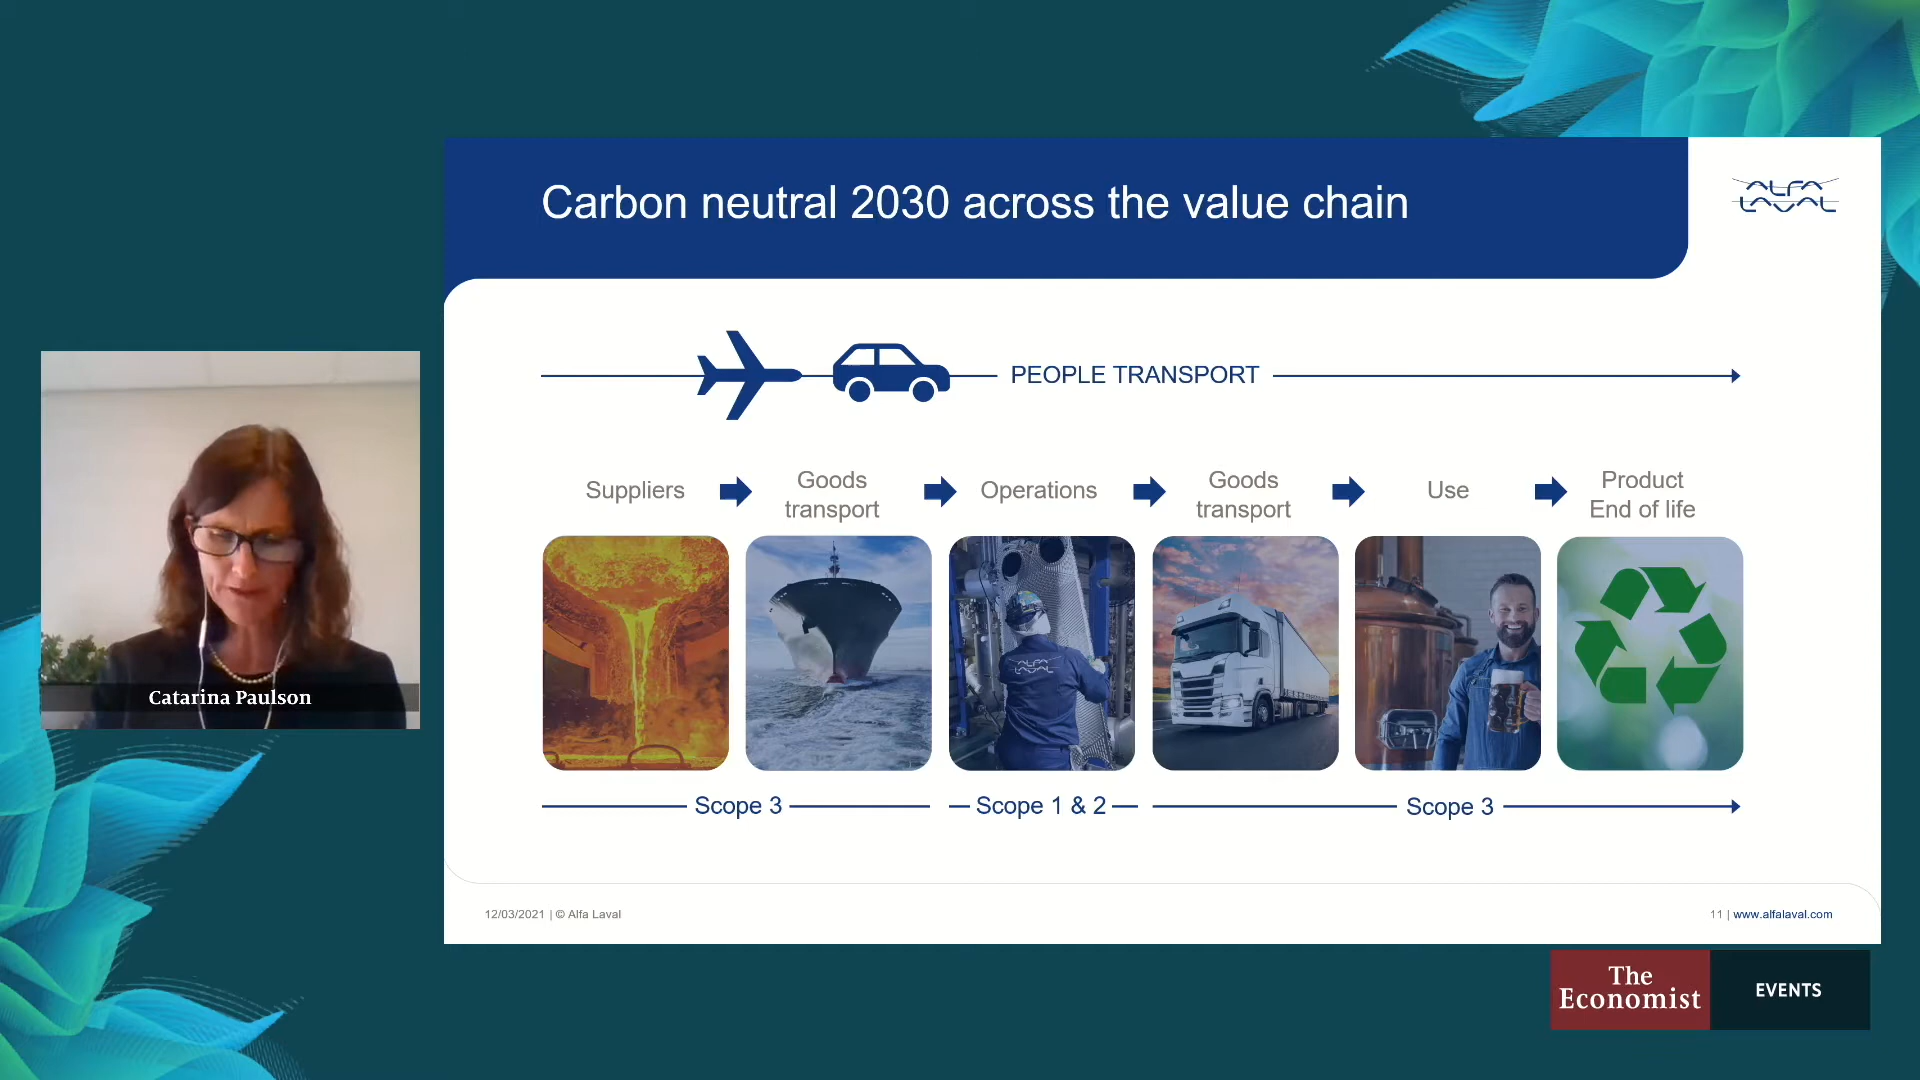 Carbon neutral 2030 across the value chain
ALFA
LAVAL
PEOPLE TRANSPORT
Suppliers
Goods
transport
Operations
Goods
transport
Use
Product
End of life
ALFA
LAVAL
Scope 3
Scope 1 & 2
Scope 3
Catarina Paulson
12/03/2021 | © Alfa Laval
11 | www.alfalaval.com
The
Economist
EVENTS